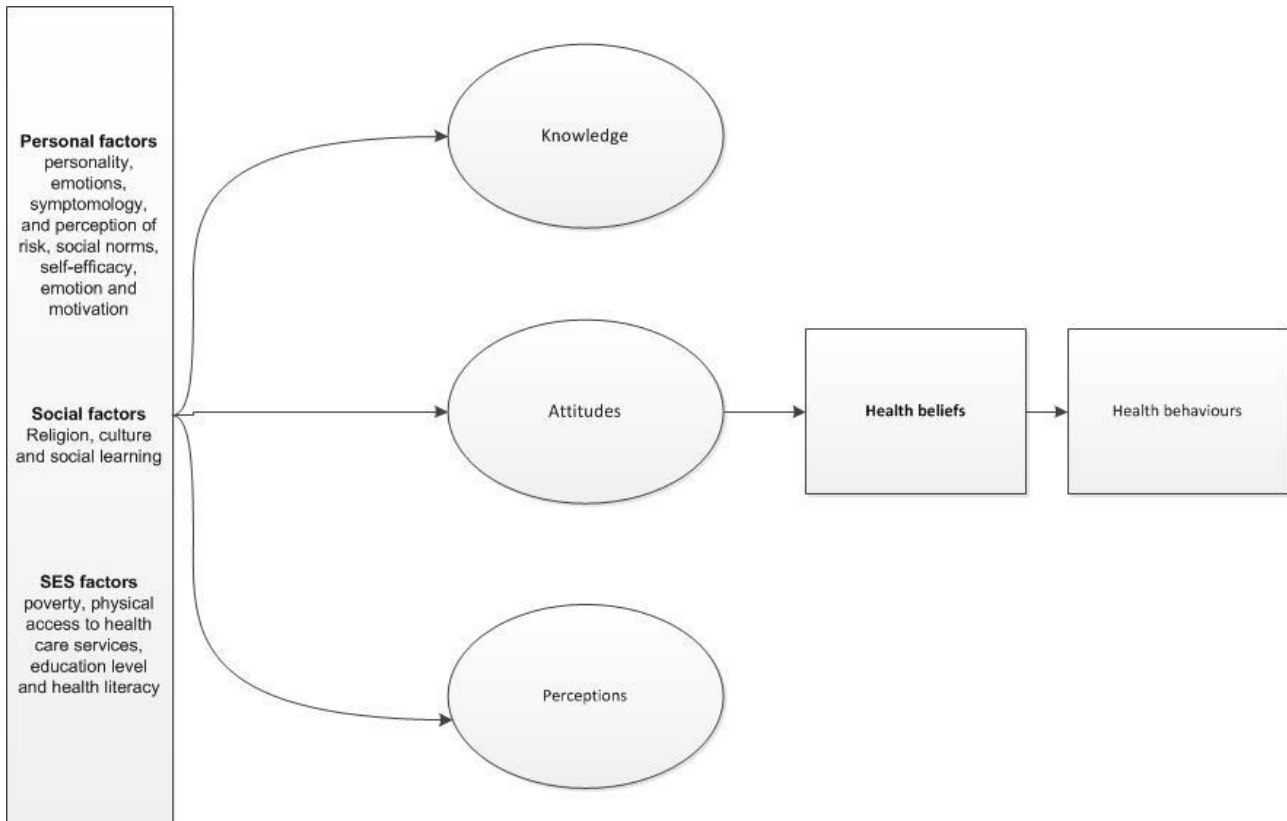 Personal factors
personality,
emotions,
symptomology,
and perception of
risk, social norms,
self-efficacy,
emotion and
motivation
Social factors
Religion, culture
and social learning
SES factors
poverty, physical
access to health
care services,
education level
and health literacy
Knowledge
Attitudes
Perceptions
Health beliefs
Health behaviours